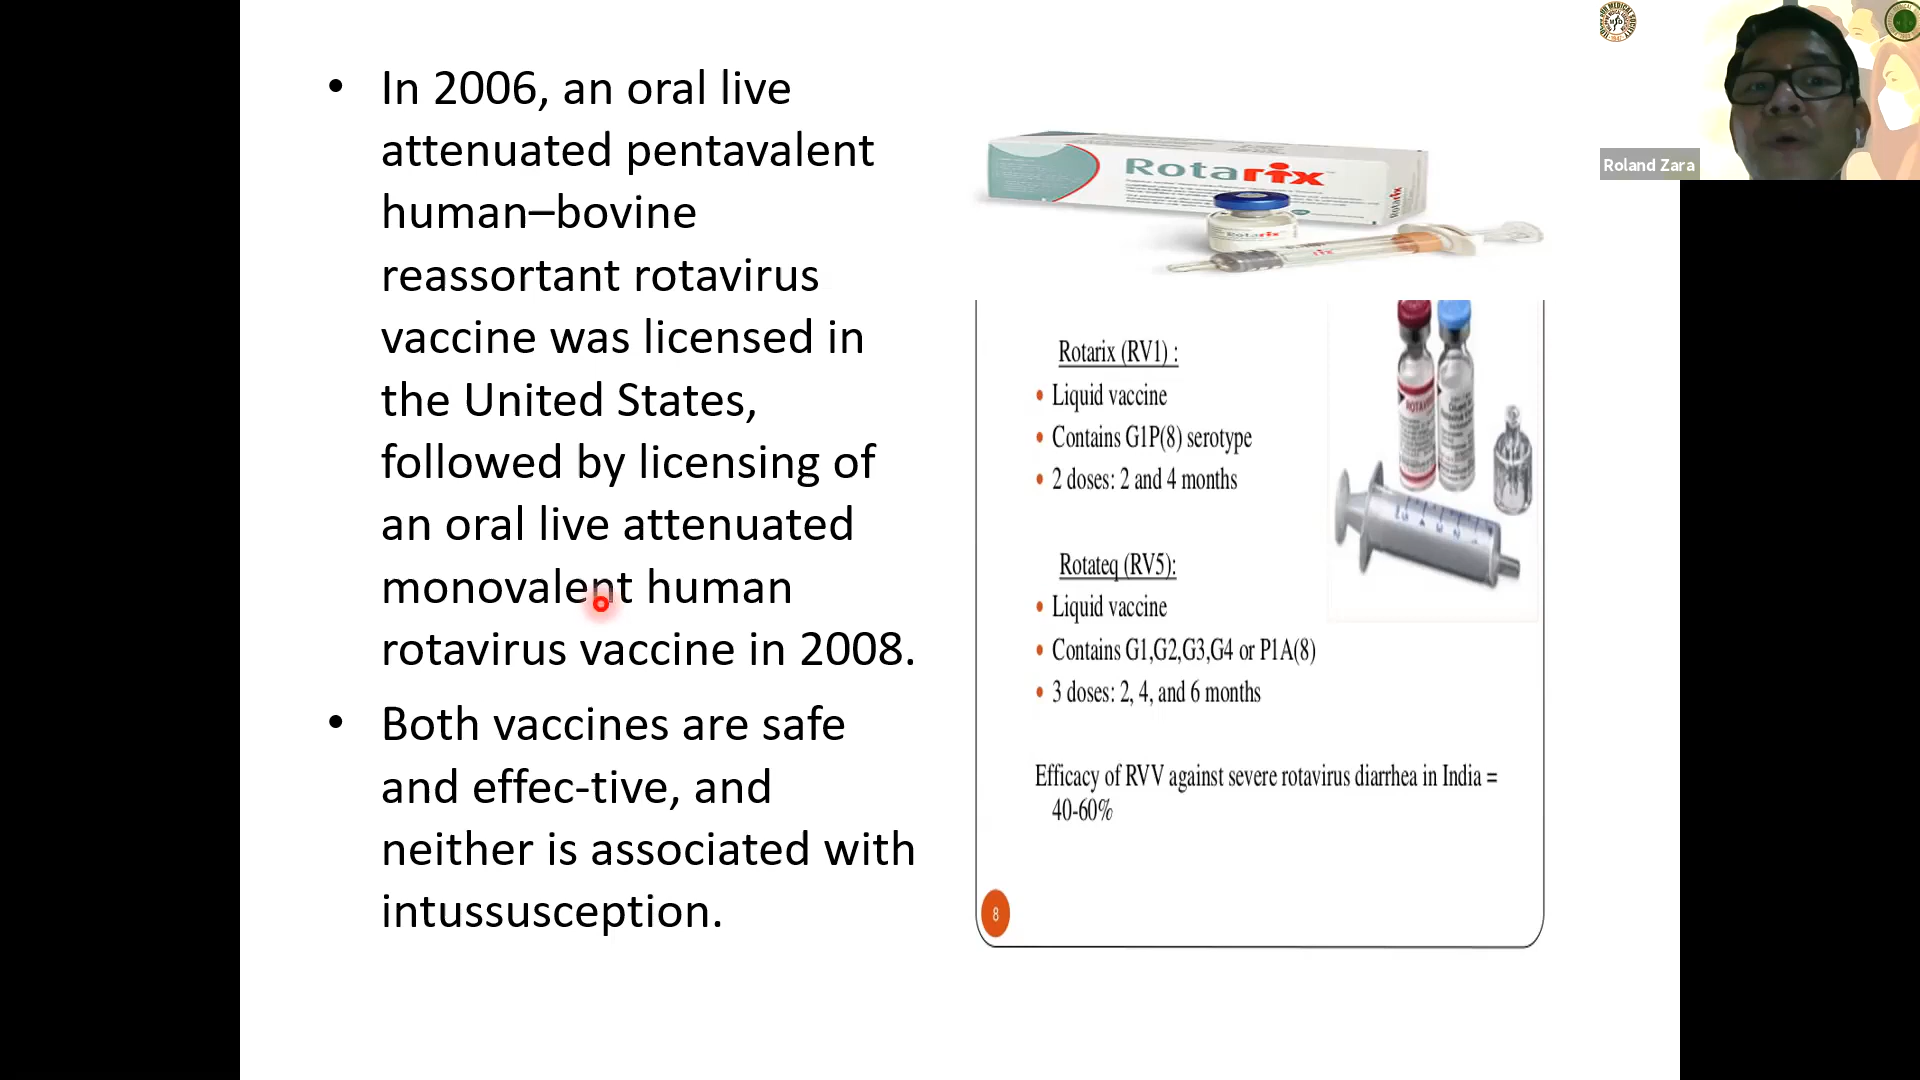 In 2006, an oral live
attenuated pentavalent
human–bovine
reassortant rotavirus
vaccine was licensed in
the United States,
followed by licensing of
an oral live attenuated
monovalent human
rotavirus vaccine in 2008.
Both vaccines are safe
and effec-tive, and
neither is associated with
intussusception.
Rotarix
Rotarix
Rotarix
rix
Rotarix (RV1) :
Liquid vaccine
Contains G1P(8) serotype
2 doses: 2 and 4 months
Rotateq (RV5):
Liquid vaccine
Contains G1,G2,G3,G4 or P1A(8)
3 doses: 2, 4, and 6 months
Efficacy of RVV against severe rotavirus diarrhea in India =
40-60%
8
Roland Zara